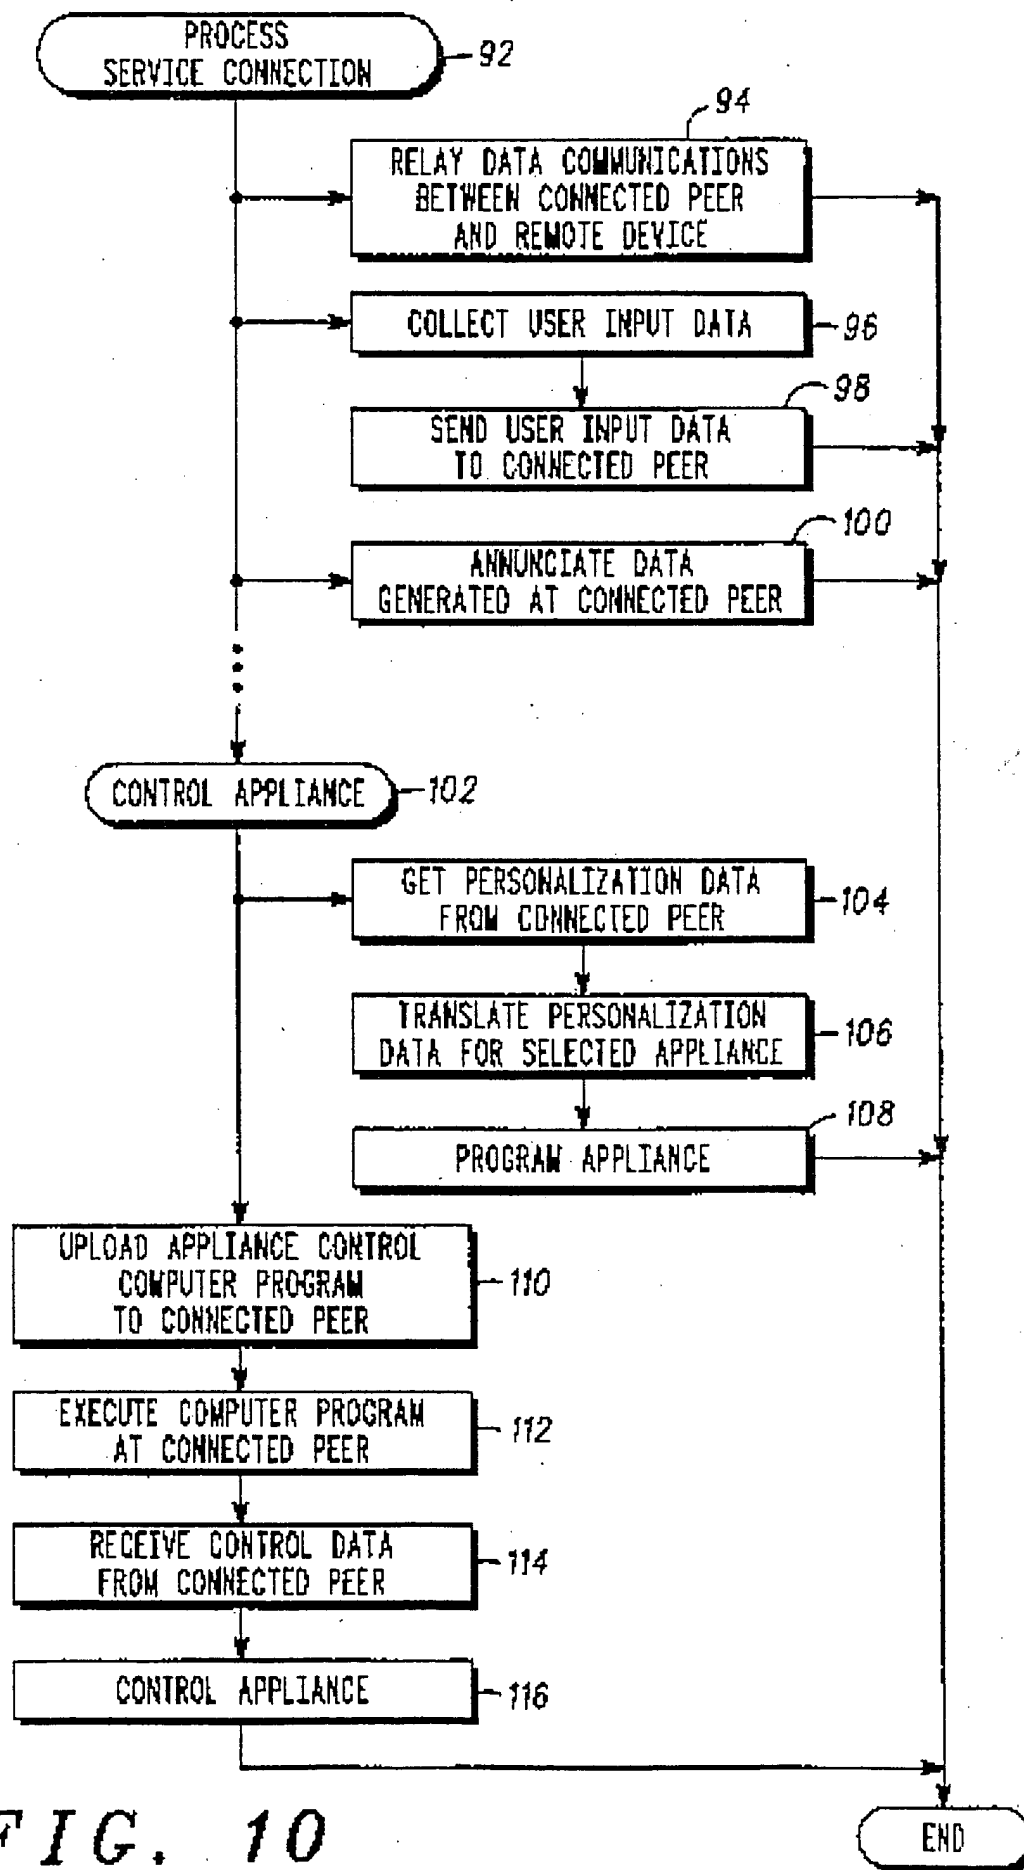 PROCESS
SERVICE CONNECTION
92
94
RELAY DATA COMMUNICATIONS
BETWEEN CONNECTED PEER
AND REMOTE DEVICE
COLLECT USER INPUT DATA
96
98
SEND USER INPUT DATA
TO CONNECTED PEER
100
ANNUNCIATE DATA
GENERATED AT CONNECTED PEER
CONTROL APPLIANCE
102
GET PERSONALIZATION DATA
FROM CONNECTED PEER
104
TRANSLATE PERSONALIZATION
DATA FOR SELECTED APPLIANCE
106
108
PROGRAM APPLIANCE
UPLOAD APPLIANCE CONTROL
COMPUTER PROGRAM
TO CONNECTED PEER
110
EXECUTE COMPUTER PROGRAM
AT CONNECTED PEER
112
RECEIVE CONTROL DATA
FROM CONNECTED PEER
114
CONTROL APPLIANCE
116
END
FIG. 10